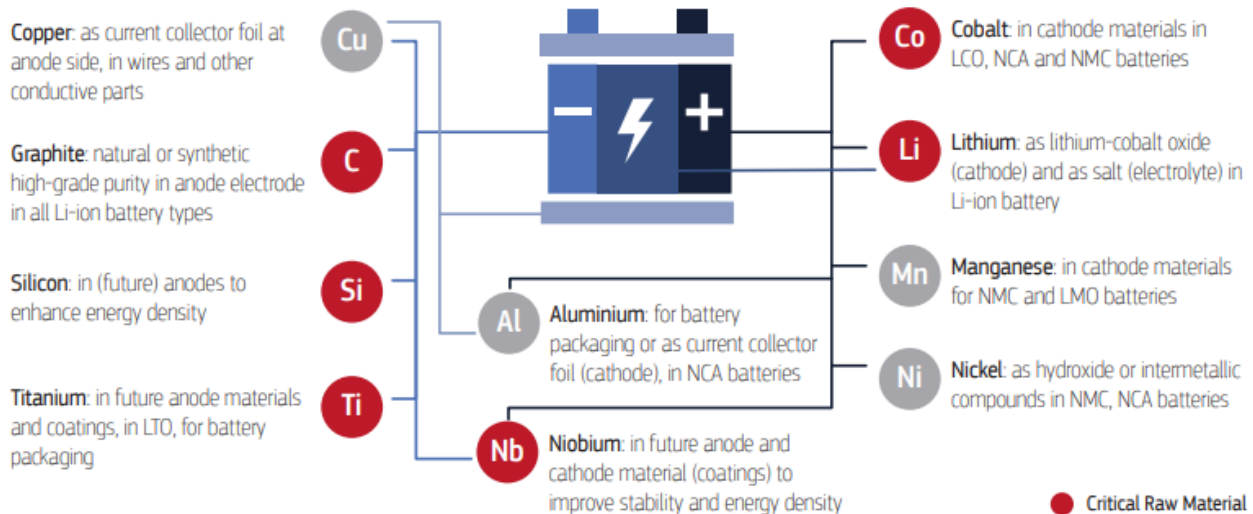 Copper: as current collector foil at
anode side, in wires and other
conductive parts
Cu
Graphite: natural or synthetic
high-grade purity in anode electrode
in all Li-ion battery types
C
Silicon: in (future) anodes to
enhance energy density
Si
Titanium: in future anode materials
and coatings, in LTO, for battery
packaging
Ti
Al
Aluminium: for battery
packaging or as current collector
foil (cathode), in NCA batteries
Nb
Niobium: in future anode and
cathode material (coatings) to
improve stability and energy density
Co
Cobalt: in cathode materials in
LCO, NCA and NMC batteries
Li
Lithium: as lithium-cobalt oxide
(cathode) and as salt (electrolyte) in
Li-ion battery
Mn
Manganese: in cathode materials
for NMC and LMO batteries
Ni
Nickel: as hydroxide or intermetallic
compounds in NMC, NCA batteries
Critical Raw Material